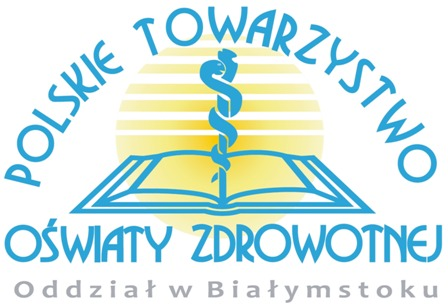 POLSKIE TOWARZYSTWO
OŚWIATY ZDROWOTNEJ
Oddział w Białymstoku